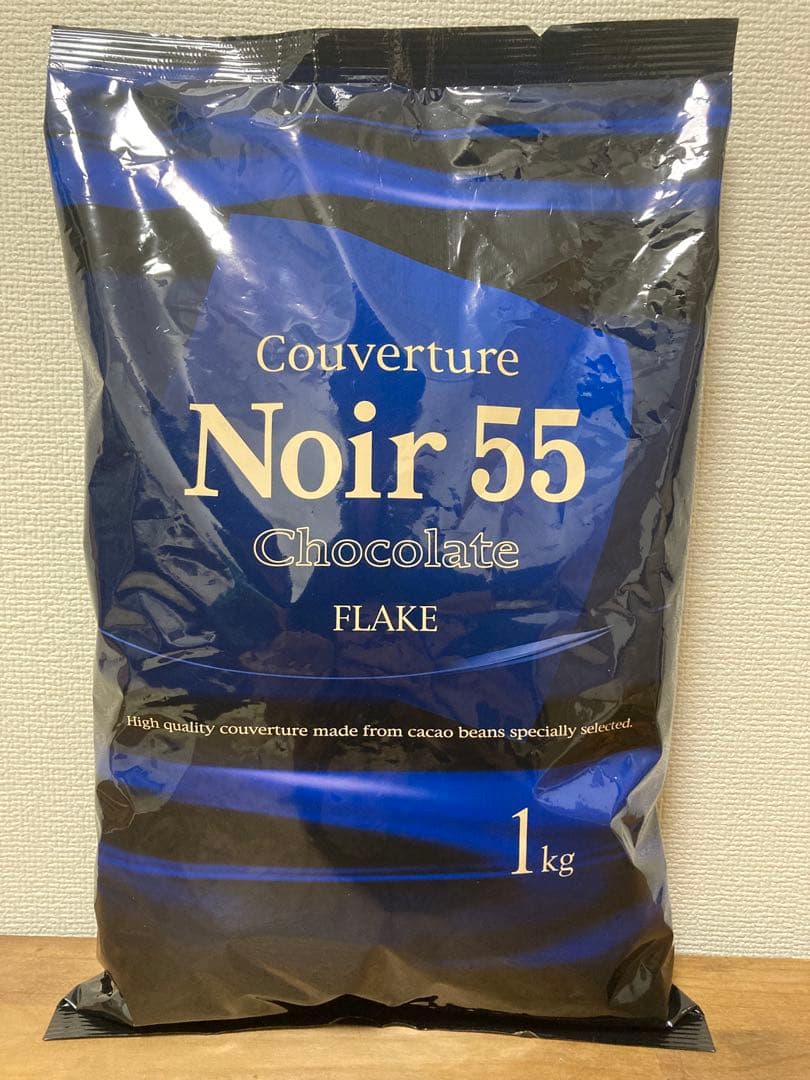 Couverture
Noir 55
Chocolate
FLAKE
High quality couverture made from cacao beans specially selected.
1kg